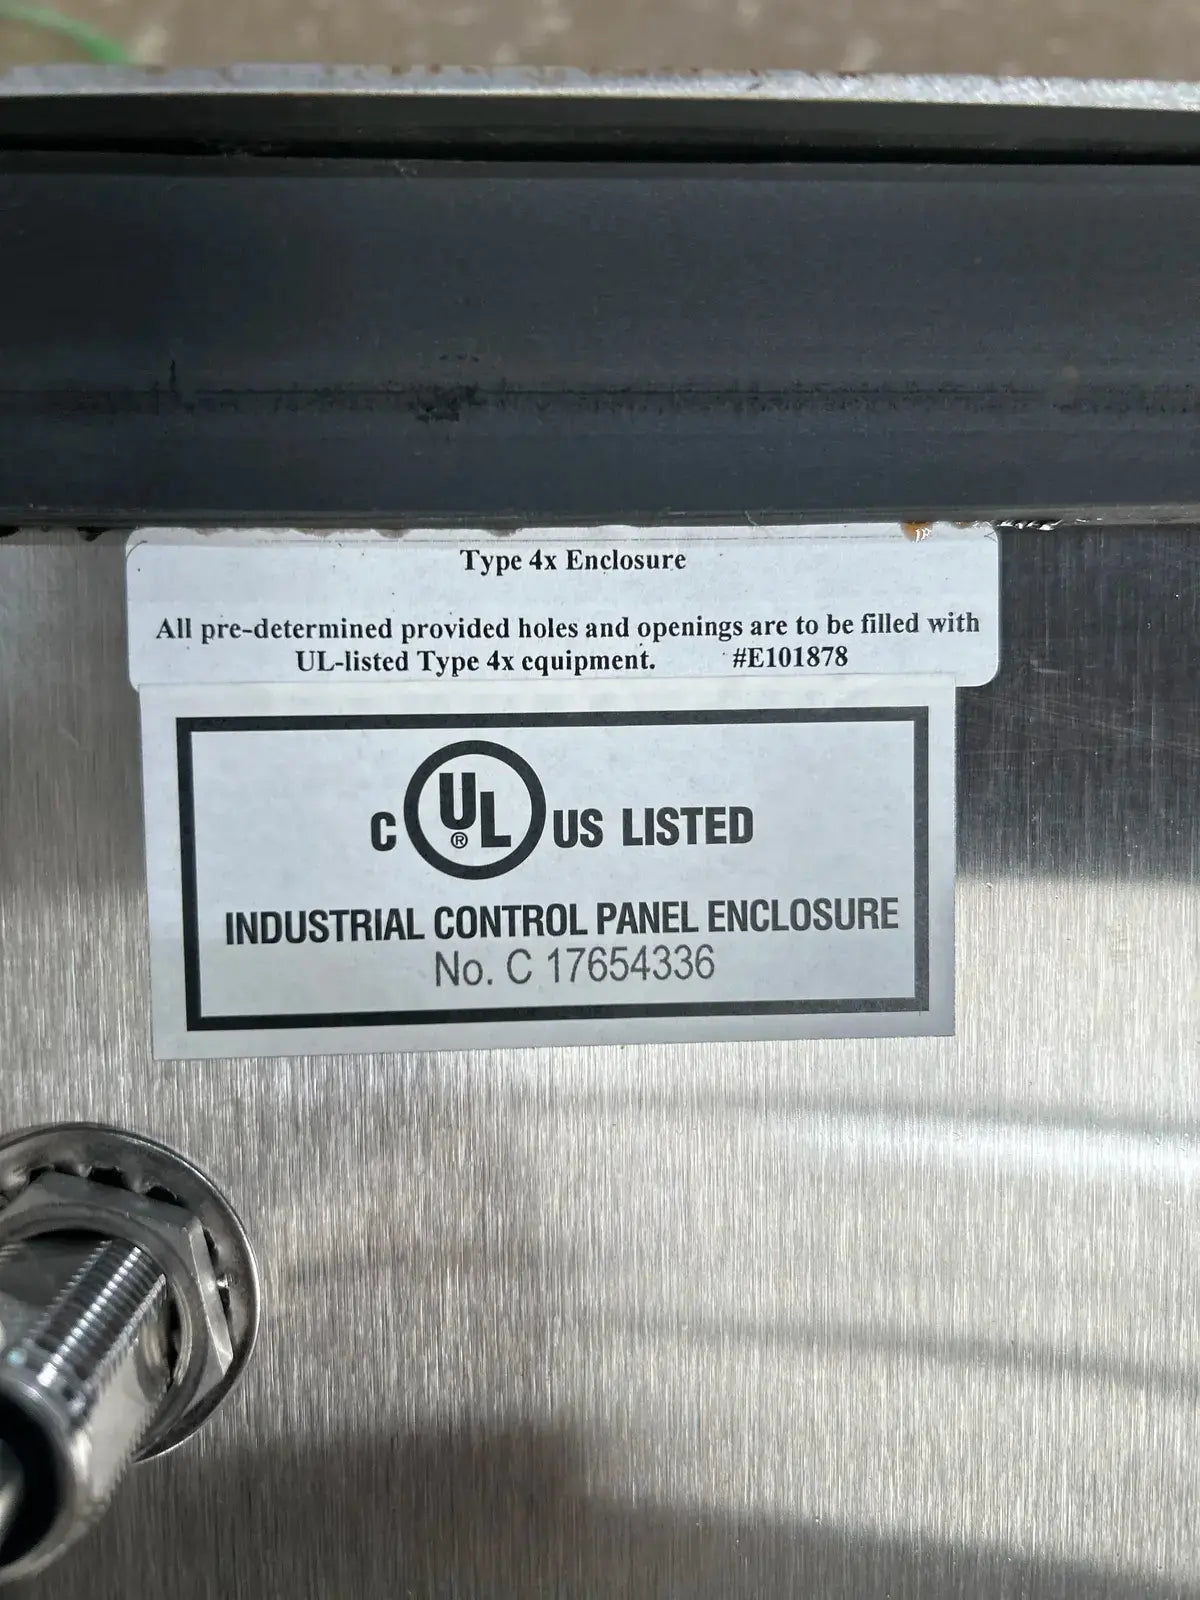 Type 4x Enclosure
All pre-determined provided holes and openings are to be filled with
UL-listed Type 4x equipment. #E101878
C UL ® US LISTED
INDUSTRIAL CONTROL PANEL ENCLOSURE
No. C 17654336